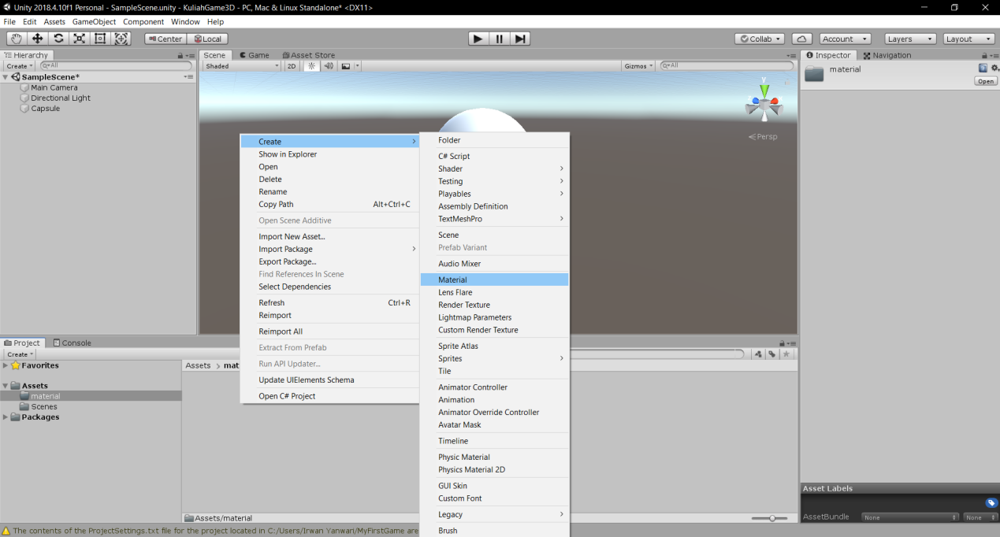 Unity 2018.4.10f1 Personal - SampleScene.unity - KuliahGame3D - PC, Mac & Linux Standalone* <DX11>
File Edit Assets GameObject Component Window Help
Center Local Collab Account Layers Layout
Hierarchy
Create All
SampleScene*
Main Camera
Directional Light
Capsule
Scene Game Asset Store
Shaded 2D Gizmos All
y
Persp
Inspector Navigation
material
Open
Create
Show in Explorer
Open
Delete
Rename
Copy Path Alt+Ctrl+C
Open Scene Additive
Import New Asset...
Import Package
Export Package...
Find References In Scene
Select Dependencies
Refresh Ctrl+R
Reimport
Reimport All
Extract From Prefab
Run API Updater...
Update UIElements Schema
Open C# Project
Folder
C# Script
Shader
Testing
Playables
Assembly Definition
TextMeshPro
Scene
Prefab Variant
Audio Mixer
Material
Lens Flare
Render Texture
Lightmap Parameters
Custom Render Texture
Sprite Atlas
Sprites
Tile
Animator Controller
Animation
Animator Override Controller
Avatar Mask
Timeline
Physic Material
Physics Material 2D
GUI Skin
Custom Font
Legacy
Brush
Project Console
Create
Favorites
Assets
material
Scenes
Packages
Assets > mat
Assets/material
Asset Labels
AssetBundle None None
The contents of the ProjectSettings.txt file for the project located in C:/Users/Irwan Yanwari/MyFirstGame are